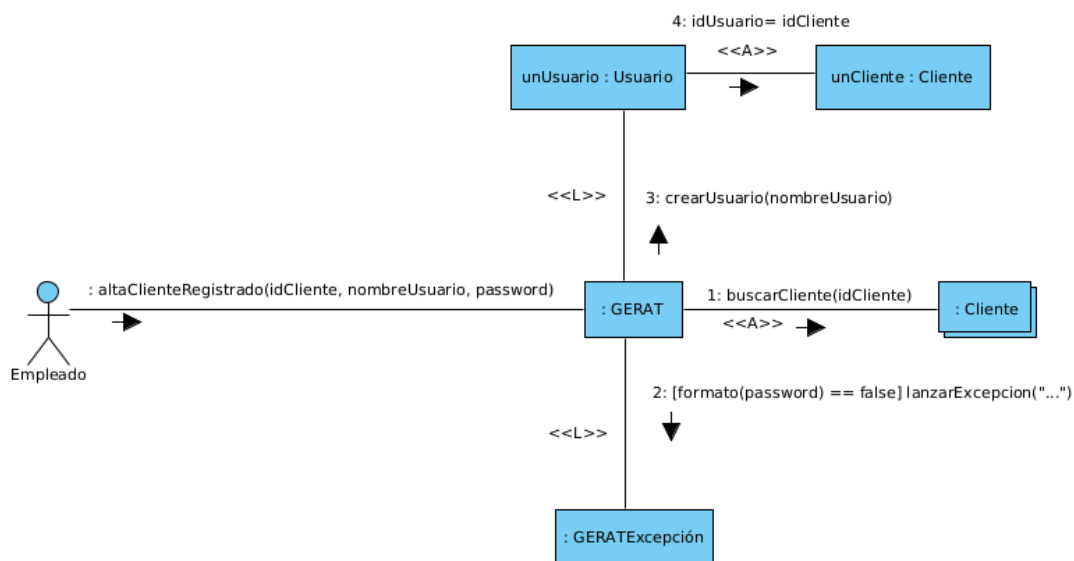 4: idUsuario= idCliente
<<A>>
unUsuario : Usuario
unCliente : Cliente
<<L>>
3: crearUsuario(nombreUsuario)
: altaClienteRegistrado(idCliente, nombreUsuario, password)
: GERAT
1: buscarCliente(idCliente)
<<A>>
: Cliente
Empleado
2: [formato(password) == false] lanzarExcepcion("...")
<<L>>
: GERATExcepción